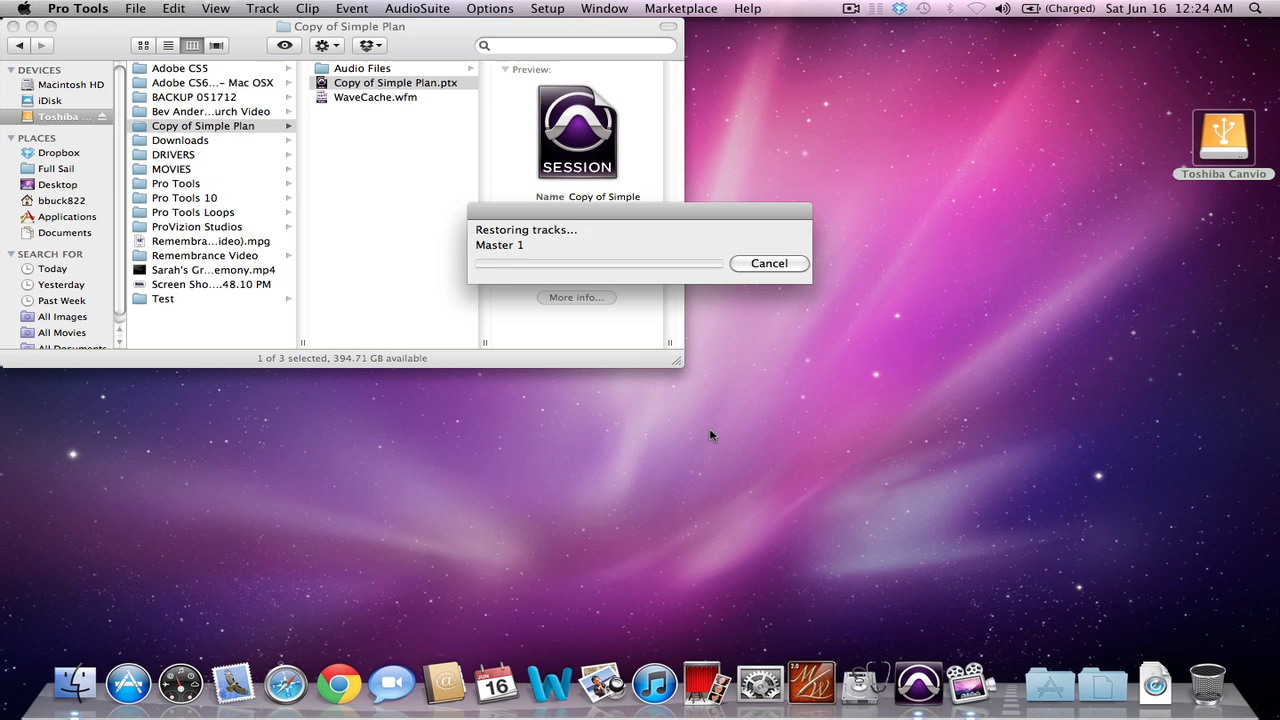 Pro Tools File Edit View Track Clip Event AudioSuite Options Setup Window Marketplace Help (Charged) Sat Jun 16 12:24 AM
Copy of Simple Plan
DEVICES
Macintosh HD
iDisk
Toshiba ...
PLACES
Dropbox
Full Sail
Desktop
bbuck822
Applications
Documents
SEARCH FOR
Today
Yesterday
Past Week
All Images
All Movies
All Documents
Adobe CS5
Adobe CS6...- Mac OSX
BACKUP 051712
Bev Ander...urch Video
Copy of Simple Plan
Downloads
DRIVERS
MOVIES
Pro Tools
Pro Tools 10
Pro Tools Loops
ProVizion Studios
Remembra...ideo).mpg
Remembrance Video
Sarah's Gr...emony.mp4
Screen Sho....48.10 PM
Test
Audio Files
Copy of Simple Plan.ptx
WaveCache.wfm
Preview:
SESSION
Name Copy of Simple
More info...
1 of 3 selected, 394.71 GB available
Restoring tracks...
Master 1
Cancel
Toshiba Canvio
JUN
16
2.0